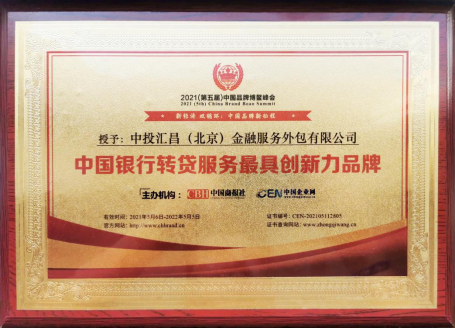 2021(第五届)中国品牌博鳌峰会
2021 (5th) China Brand Boao Summit
新经济 双循环：中国品牌新征程
授予：中投汇昌（北京）金融服务外包有限公司
中国银行转贷服务最具创新力品牌
主办机构： CBH 中国商报社 CEN 中国企业网
有效时间：2021年5月6日-2022年5月5日 证书编号：CEN-202105112805
官方网站：http://www.chbrand.cn 证书查询网站：www.zhongqiwang.cn